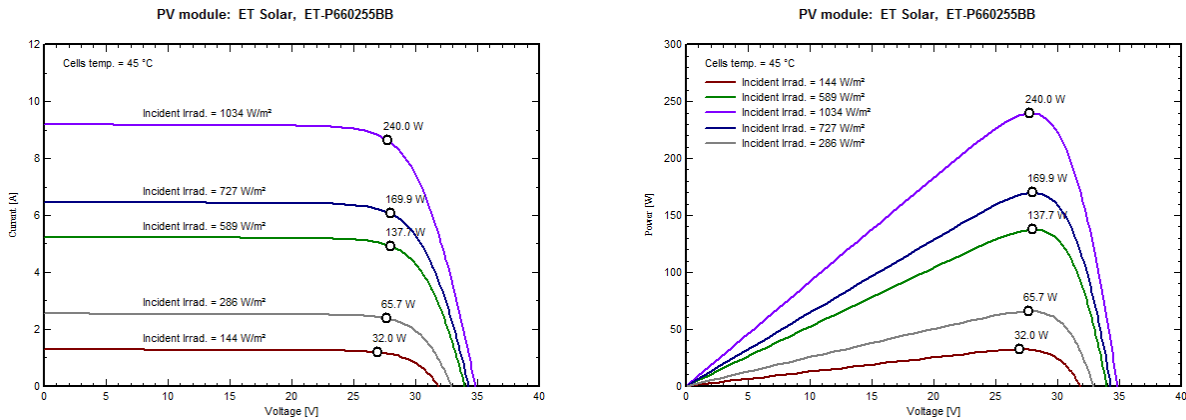 PV module: ET Solar, ET-P660255BB
12
10
8
6
4
2
0
Current [A]
Cells temp. = 45 °C
Incident Irrad. = 1034 W/m²
240.0 W
Incident Irrad. = 727 W/m²
169.9 W
Incident Irrad. = 589 W/m²
137.7 W
Incident Irrad. = 286 W/m²
65.7 W
Incident Irrad. = 144 W/m²
32.0 W
0 5 10 15 20 25 30 35 40
Voltage [V]
PV module: ET Solar, ET-P660255BB
300
250
200
150
100
50
0
Power [W]
Cells temp. = 45 °C
Incident Irrad. = 144 W/m²
Incident Irrad. = 589 W/m²
Incident Irrad. = 1034 W/m²
Incident Irrad. = 727 W/m²
Incident Irrad. = 286 W/m²
240.0 W
169.9 W
137.7 W
65.7 W
32.0 W
0 5 10 15 20 25 30 35 40
Voltage [V]